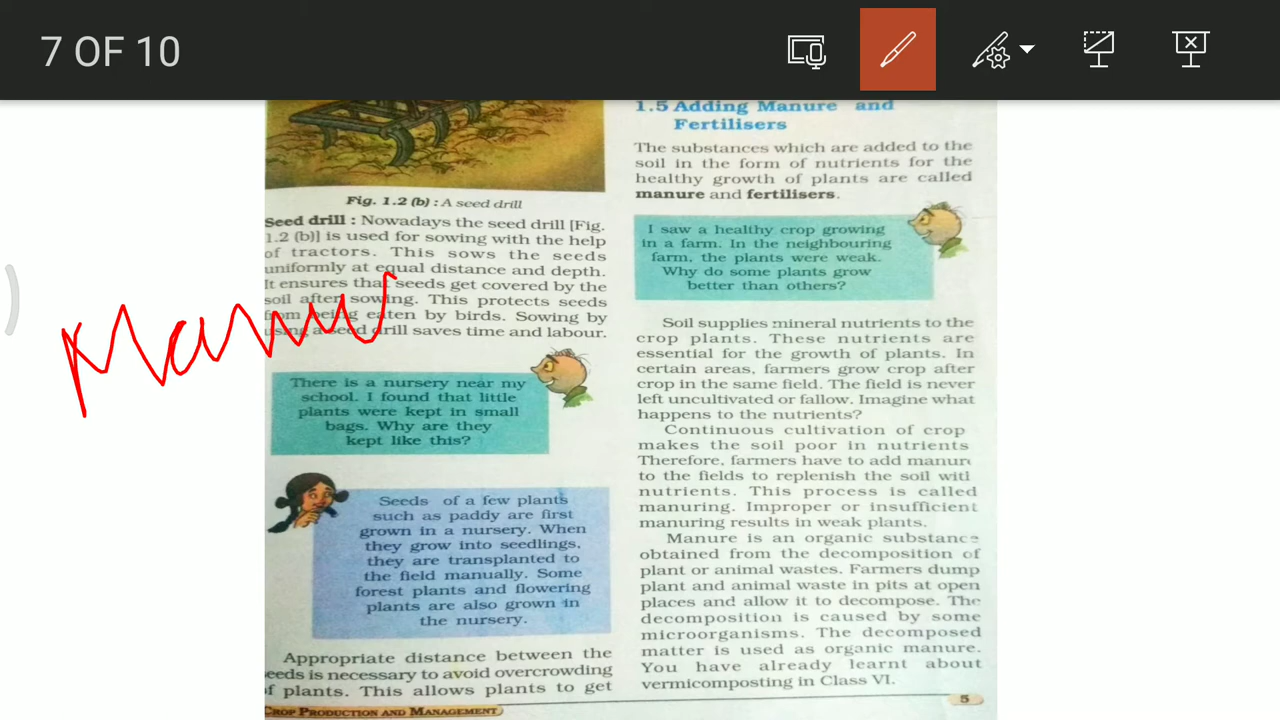 7 OF 10
Fig. 1.2 (b) : A seed drill
Seed drill : Nowadays the seed drill [Fig.
1.2 (b)] is used for sowing with the help
of tractors. This sows the seeds
uniformly at equal distance and depth.
It ensures that seeds get covered by the
soil after sowing. This protects seeds
from being eaten by birds. Sowing by
using a seed drill saves time and labour.
There is a nursery near my
school. I found that little
plants were kept in small
bags. Why are they
kept like this?
Seeds of a few plants
such as paddy are first
grown in a nursery. When
they grow into seedlings,
they are transplanted to
the field manually. Some
forest plants and flowering
plants are also grown in
the nursery.
Appropriate distance between the
eeds is necessary to avoid overcrowding
f plants. This allows plants to get
CROP PRODUCTION AND MANAGEMENT
1.5 Adding Manure and
Fertilisers
The substances which are added to the
soil in the form of nutrients for the
healthy growth of plants are called
manure and fertilisers.
I saw a healthy crop growing
in a farm. In the neighbouring
farm, the plants were weak.
Why do some plants grow
better than others?
Soil supplies mineral nutrients to the
crop plants. These nutrients are
essential for the growth of plants. In
certain areas, farmers grow crop after
crop in the same field. The field is never
left uncultivated or fallow. Imagine what
happens to the nutrients?
Continuous cultivation of crop
makes the soil poor in nutrients
Therefore, farmers have to add manur
to the fields to replenish the soil with
nutrients. This process is called
manuring. Improper or insufficient
manuring results in weak plants.
Manure is an organic substance
obtained from the decomposition of
plant or animal wastes. Farmers dump
plant and animal waste in pits at open
places and allow it to decompose. The
decomposition is caused by some
microorganisms. The decomposed
matter is used as organic manure.
You have already learnt about
vermicomposting in Class VI.
5